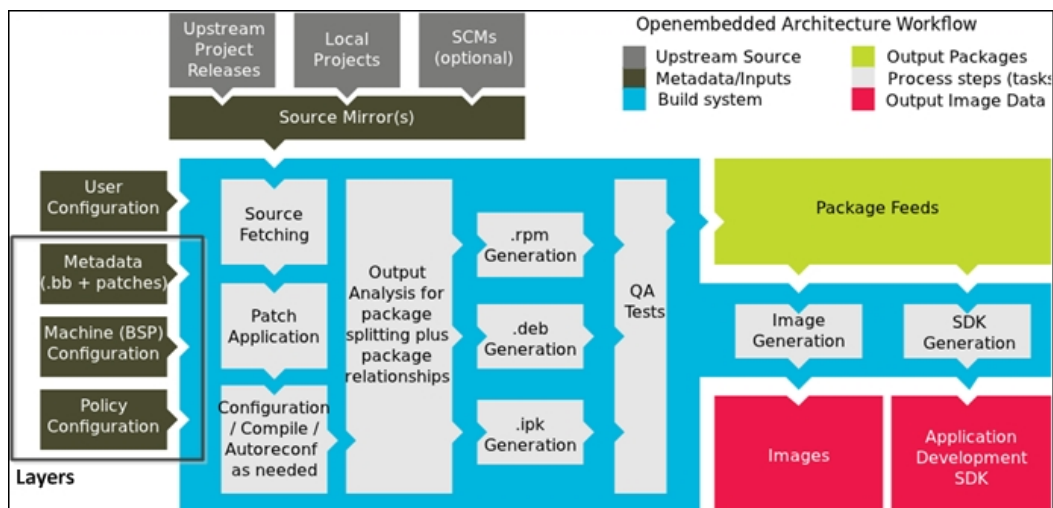 Openembedded Architecture Workflow
Upstream Source
Metadata/Inputs
Build system
Output Packages
Process steps (tasks
Output Image Data
Upstream
Project
Releases
Local
Projects
SCMs
(optional)
Source Mirror(s)
User
Configuration
Metadata
(.bb + patches)
Machine (BSP)
Configuration
Policy
Configuration
Layers
Source
Fetching
Patch
Application
Configuration
/ Compile /
Autoreconf
as needed
Output
Analysis for
package
splitting plus
package
relationships
.rpm
Generation
.deb
Generation
.ipk
Generation
QA
Tests
Package Feeds
Image
Generation
SDK
Generation
Images
Application
Development
SDK